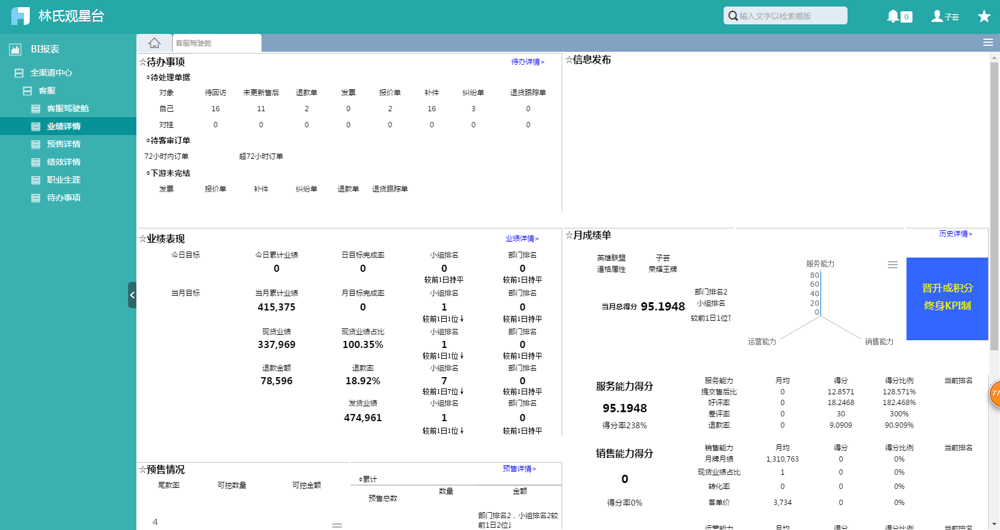 林氏观星台
输入文字以检索模版
0
子芸
BI报表
全渠道中心
客服
客服驾驶舱
业绩详情
预售详情
绩效详情
职业生涯
待办事项
客服驾驶舱
☆待办事项 待办详情>
待处理单据
对象 待回访 未更新售后 退款单 发票 报价单 补件 纠纷单 退货跟踪单
自己 16 11 2 0 2 16 3 0
对挂 0 0 0 0 0 0 0 0
待客审订单
72小时内订单 超72小时订单
下游未完结
发票 报价单 补件 纠纷单 退款单 退货跟踪单
☆信息发布
☆业绩表现 业绩详情>
今日目标 今日累计业绩 日目标完成率 小组排名 部门排名
0 0 0 0
较前1日持平 较前1日持平
当月目标 当月累计业绩 月目标完成率 小组排名 部门排名
415,375 0 1 0
较前1日1位↓ 较前1日持平
现货业绩 现货业绩占比 小组排名 部门排名
337,969 100.35% 1 0
较前1日1位↓ 较前1日持平
退款金额 退款率 小组排名 部门排名
78,596 18.92% 7 0
较前1日7位↓ 较前1日持平
发货业绩 小组排名 部门排名
474,961 1 0
较前1日1位↓ 较前1日持平
☆月成绩单 历史详情>
英雄联盟 子芸
逼格属性 荣耀王牌
当月总得分 95.1948
部门排名2
小组排名
较前1日1位↑
服务能力
80
60
40
20
0
运营能力 销售能力
晋升或积分
终身KPI制
服务能力得分
95.1948
得分率238%
服务能力 月均 得分 得分比例 当前排名
提交售后比 0 12.8571 128.571%
好评率 0 18.2468 182.468%
差评率 0 30 300%
退款率 0 9.0909 90.909%
77
销售能力得分
0
得分率0%
销售能力 月均 得分 得分比例 当前排名
月牌月绩 1,310,763 0 0%
现货业绩占比 1 0 0%
转化率 0 0 0%
客单价 3,734 0 0%
运营能力 月均 得分 得分比例 当前排名
☆预售情况 预售详情>
尾款率 可挖数量 可挖金额
4
累计
数量 金额
预售总数
部门排名2，小组排名2较
前1日2位↓